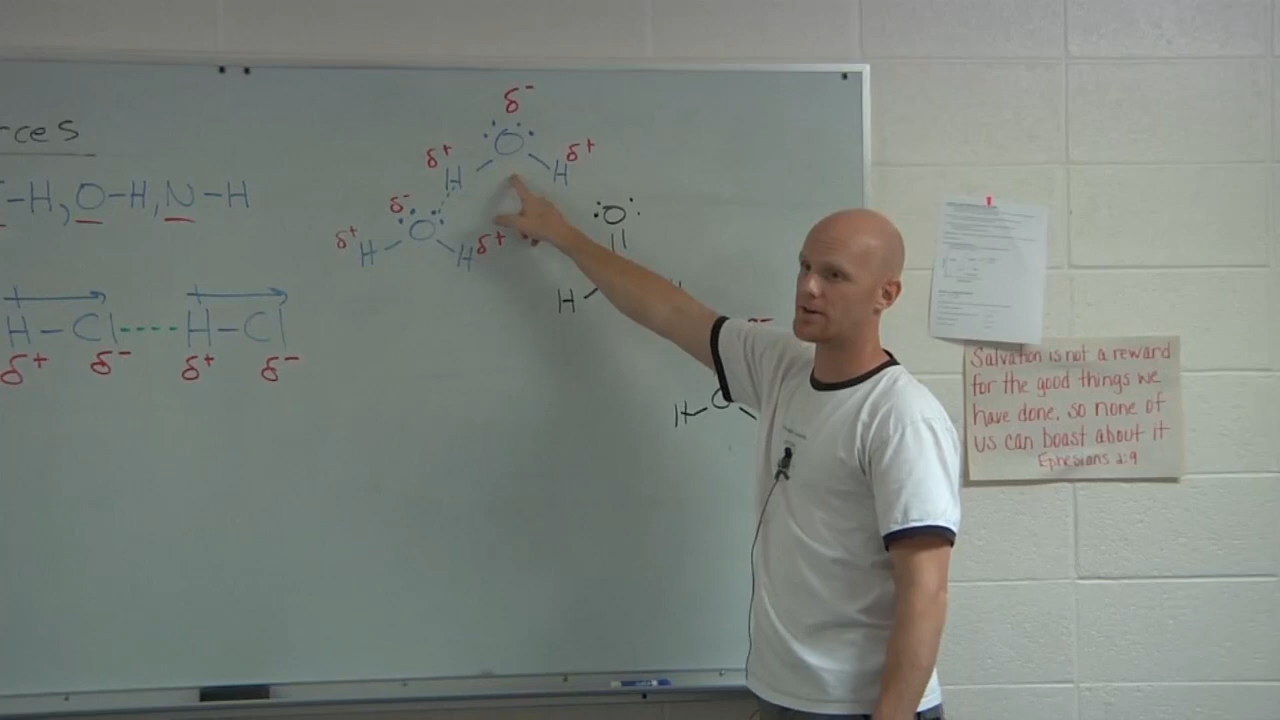 rces
-H, O-H, N-H
H-Cl----H-Cl
δ+ δ- δ+ δ-
δ-
δ+ O δ+
H H
δ-
δ+ O δ+
H H
O
H
H O
Salvation is not a reward
for the good things we
have done, so none of
us can boast about it
Ephesians 2:9